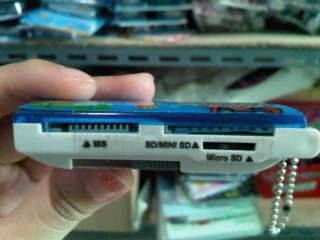 ▲ MS SD/MINI SD▲
Micro SD ▲